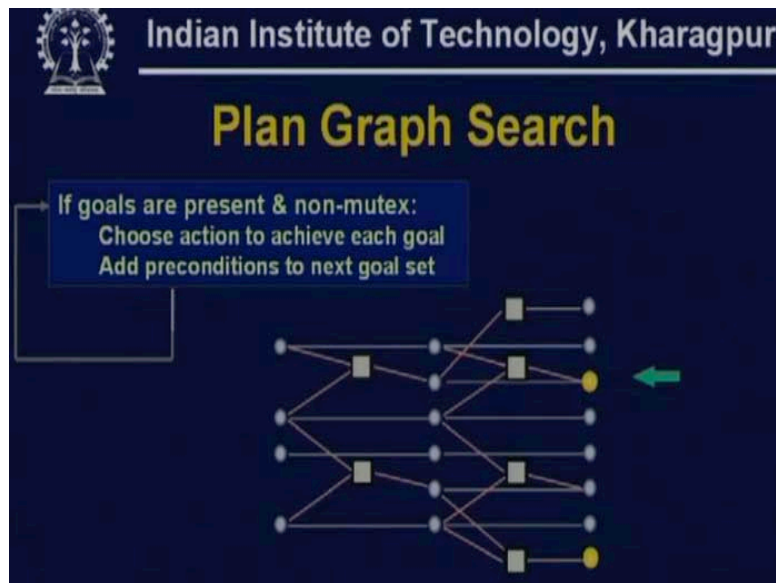 Indian Institute of Technology, Kharagpur
Plan Graph Search
If goals are present & non-mutex:
Choose action to achieve each goal
Add preconditions to next goal set